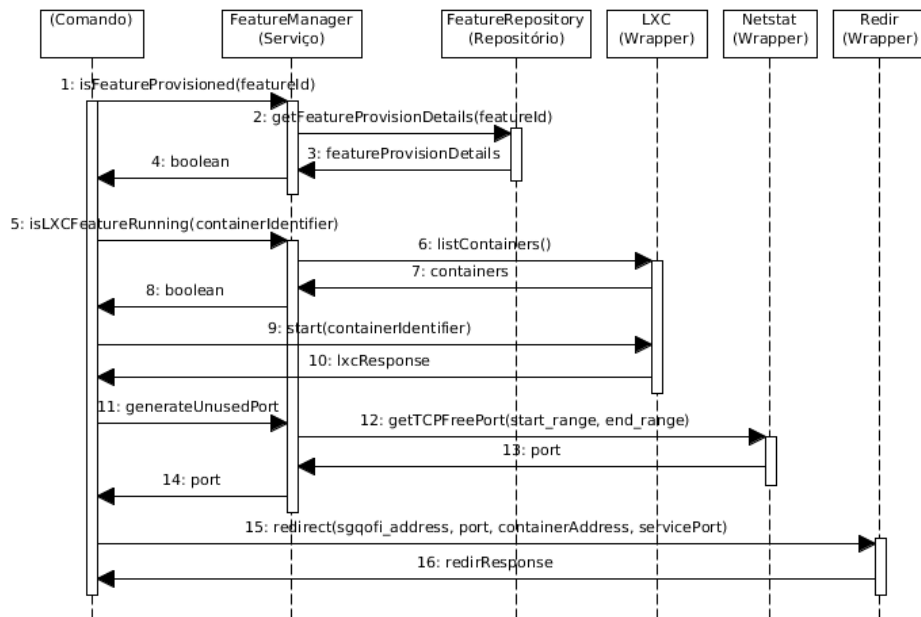 (Comando)
FeatureManager
(Serviço)
FeatureRepository
(Repositório)
LXC
(Wrapper)
Netstat
(Wrapper)
Redir
(Wrapper)
1: isFeatureProvisioned(featureId)
2: getFeatureProvisionDetails(featureId)
3: featureProvisionDetails
4: boolean
5: isLXCFeatureRunning(containerIdentifier)
6: listContainers()
7: containers
8: boolean
9: start(containerIdentifier)
10: lxcResponse
11: generateUnusedPort
12: getTCPFreePort(start_range, end_range)
13: port
14: port
15: redirect(sgqofi_address, port, containerAddress, servicePort)
16: redirResponse